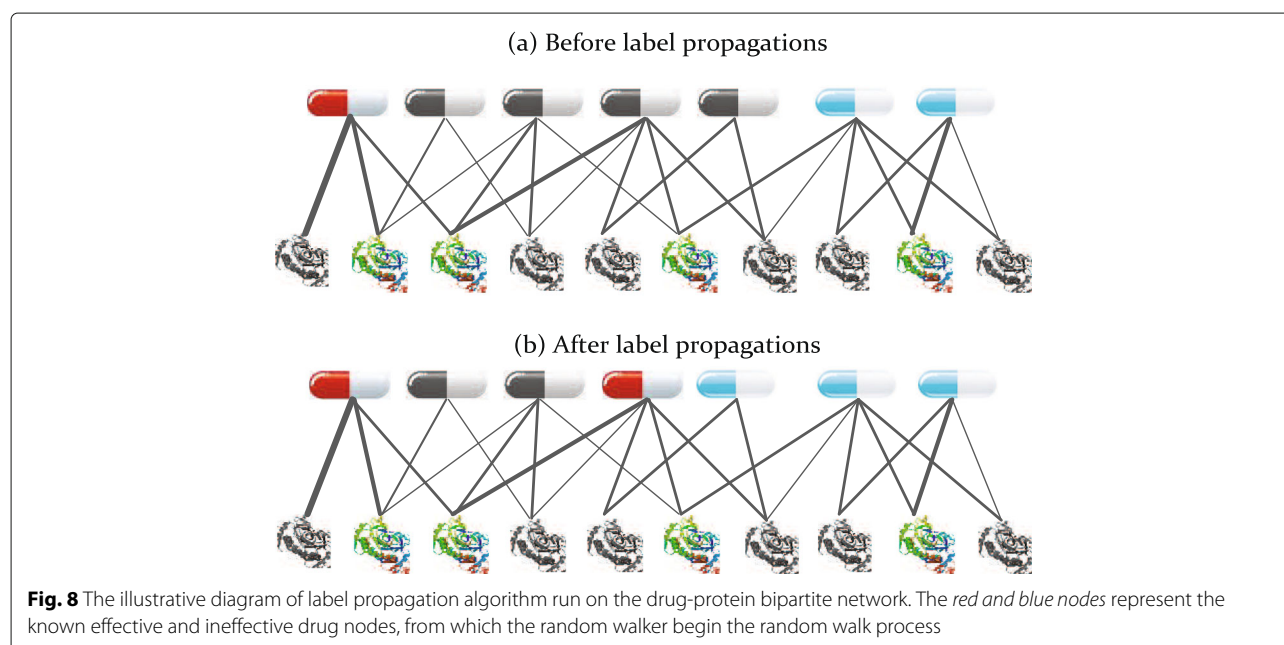 (a) Before label propagations
(b) After label propagations
Fig. 8 The illustrative diagram of label propagation algorithm run on the drug-protein bipartite network. The red and blue nodes represent the
known effective and ineffective drug nodes, from which the random walker begin the random walk process